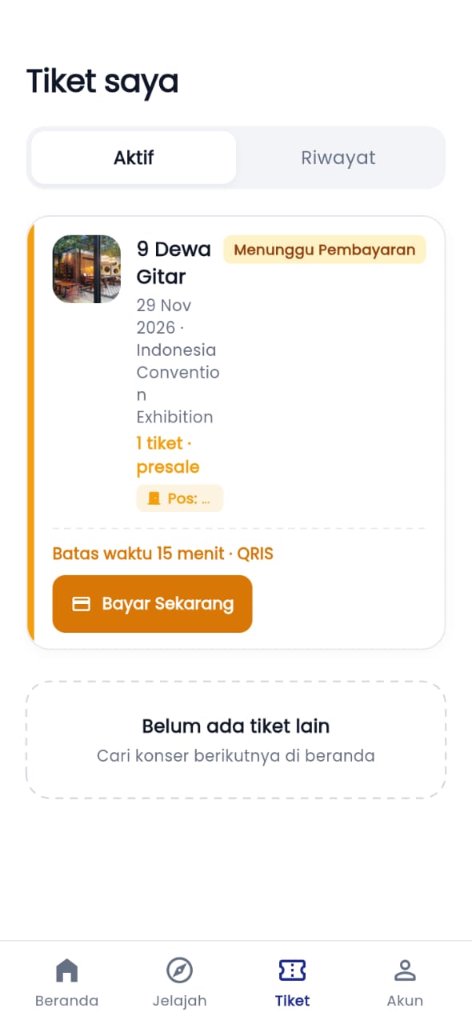 Tiket saya
Aktif
Riwayat
9 Dewa
Gitar
Menunggu Pembayaran
29 Nov
2026 ·
Indonesia
Conventio
n
Exhibition
1 tiket ·
presale
Pos: ...
Batas waktu 15 menit · QRIS
Bayar Sekarang
Belum ada tiket lain
Cari konser berikutnya di beranda
Beranda
Jelajah
Tiket
Akun